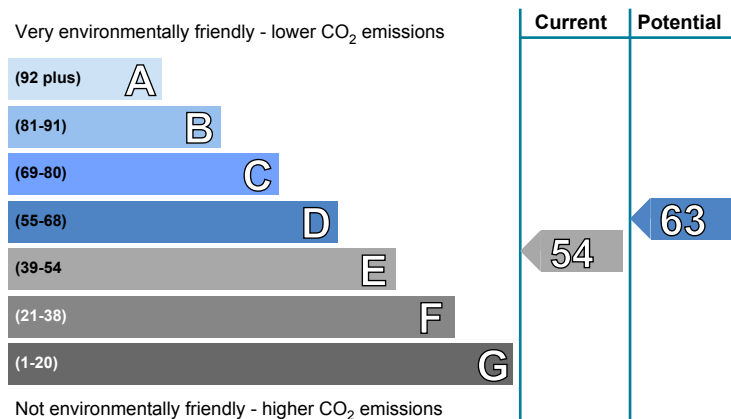 Very environmentally friendly - lower CO2 emissions
Current
Potential
(92 plus) A
(81-91) B
(69-80) C
(55-68) D
63
(39-54 E
54
(21-38) F
(1-20) G
Not environmentally friendly - higher CO2 emissions